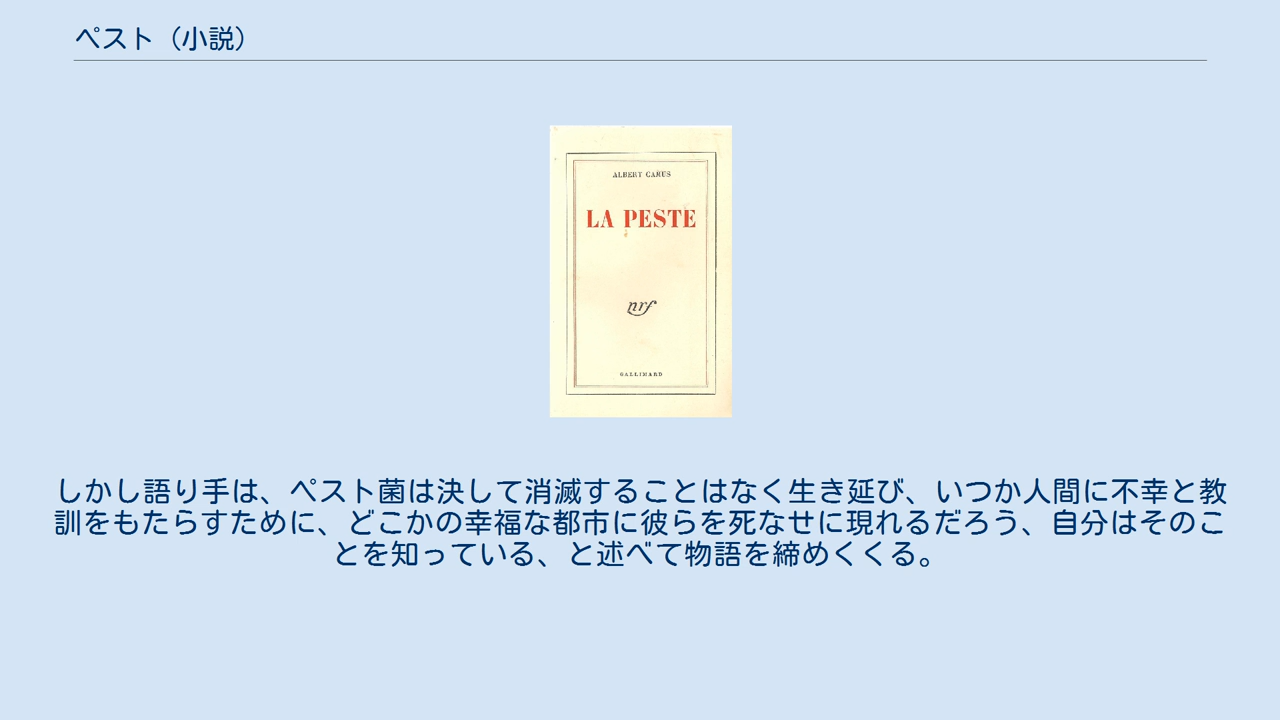 ペスト（小説）
ALBERT CAMUS
LA PESTE
nrf
GALLIMARD
しかし語り手は、ペスト菌は決して消滅することはなく生き延び、いつか人間に不幸と教
訓をもたらすために、どこかの幸福な都市に彼らを死なせに現れるだろう、自分はそのこ
とを知っている、と述べて物語を締めくくる。